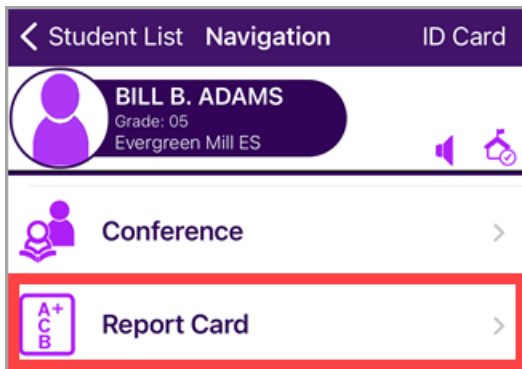 Student List Navigation ID Card
BILL B. ADAMS
Grade: 05
Evergreen Mill ES
Conference
A+
C
B
Report Card